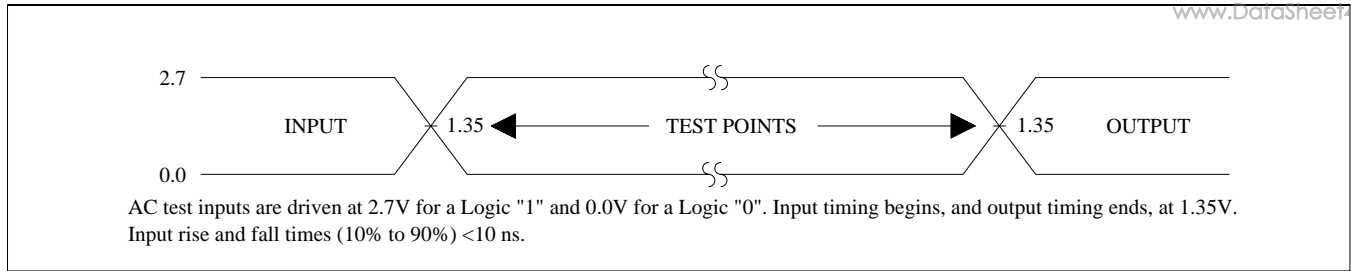 www.DataSheet4
2.7
INPUT 1.35 TEST POINTS 1.35 OUTPUT
0.0
AC test inputs are driven at 2.7V for a Logic "1" and 0.0V for a Logic "0". Input timing begins, and output timing ends, at 1.35V.
Input rise and fall times (10% to 90%) <10 ns.